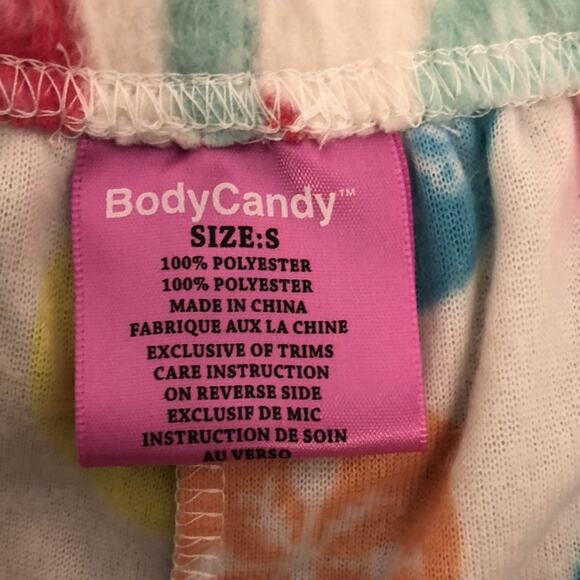 BodyCandy™
SIZE:S
100% POLYESTER
100% POLYESTER
MADE IN CHINA
FABRIQUE AUX LA CHINE
EXCLUSIVE OF TRIMS
CARE INSTRUCTION
ON REVERSE SIDE
EXCLUSIF DE MIC
INSTRUCTION DE SOIN
AU VERSO